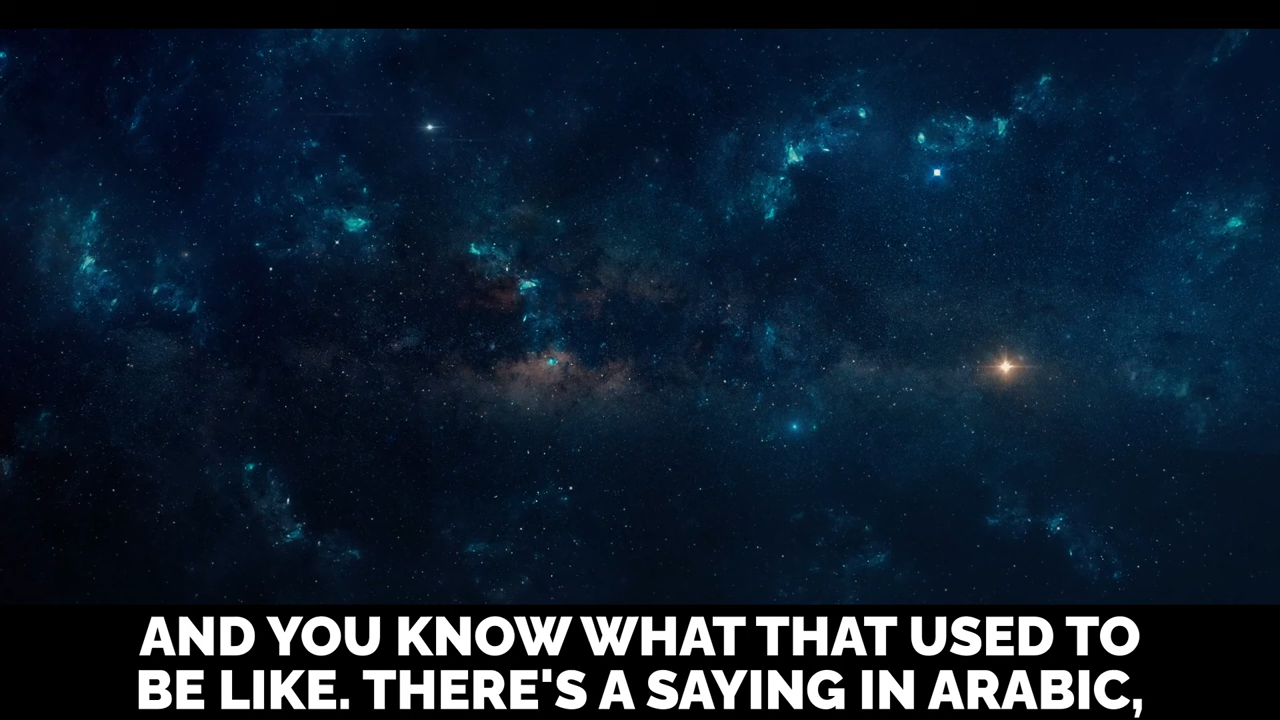 AND YOU KNOW WHAT THAT USED TO
BE LIKE. THERE'S A SAYING IN ARABIC,